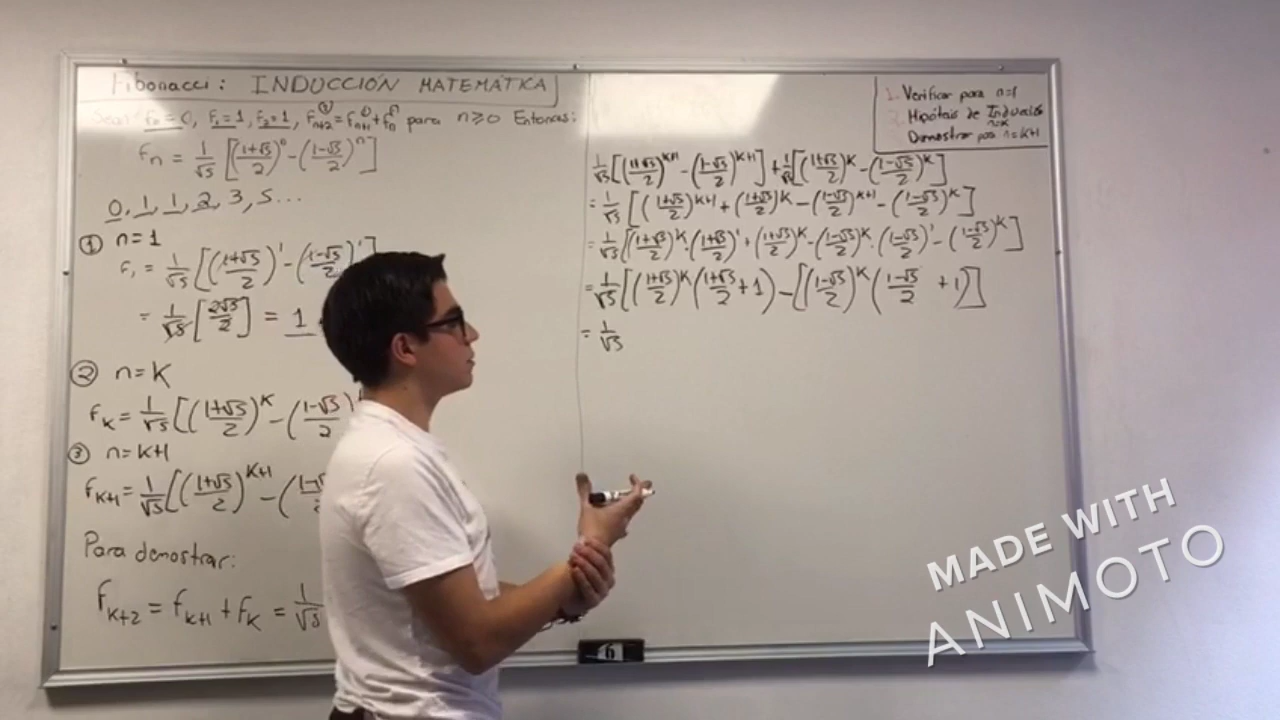 Fibonacci: INDUCCIÓN MATEMÁTICA
Sean f₀ = 0, f₁ = 1, f₂ = 1, fₙ₊₂ = fₙ₊₁ + fₙ para n ≥ 0 Entonces:
fₙ = 1/√5 [((1+√5)/2)ⁿ - ((1-√5)/2)ⁿ]
0, 1, 1, 2, 3, 5...
① n = 1
f₁ = 1/√5 [((1+√5)/2)¹ - ((1-√5)/2)¹]
= 1/√5 [2√5/2] = 1
② n = K
f_K = 1/√5 [((1+√5)/2)^K - ((1-√5)/2)
③ n = K+1
f_K+1 = 1/√5 [((1+√5)/2)^K+1 - (
Para demostrar:
f_K+2 = f_K+1 + f_K = 1/√5
1. Verificar para n=1
2. Hipótesis de Inducción n=K
Demostrar para n=K+1
1/√5 [((1+√5)/2)^K+1 - ((1-√5)/2)^K+1] + 1/√5 [((1+√5)/2)^K - ((1-√5)/2)^K]
= 1/√5 [((1+√5)/2)^K+1 + ((1+√5)/2)^K - ((1-√5)/2)^K+1 - ((1-√5)/2)^K]
= 1/√5 [((1+√5)/2)^K · ((1+√5)/2)¹ + ((1+√5)/2)^K - ((1-√5)/2)^K · ((1-√5)/2)¹ - ((1-√5)/2)^K]
= 1/√5 [((1+√5)/2)^K ((1+√5)/2 + 1) - [((1-√5)/2)^K ((1-√5)/2 + 1)]
= 1/√5
6
MADE WITH
ANIMOTO